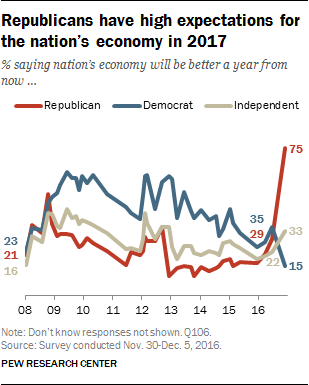 Republicans have high expectations for
the nation's economy in 2017
% saying nation's economy will be better a year from
now ...
Republican Democrat Independent
75
35
29
33
23
21
22
16
15
08 09 10 11 12 13 14 15 16
Note: Don't know responses not shown. Q106.
Source: Survey conducted Nov. 30-Dec. 5, 2016.
PEW RESEARCH CENTER